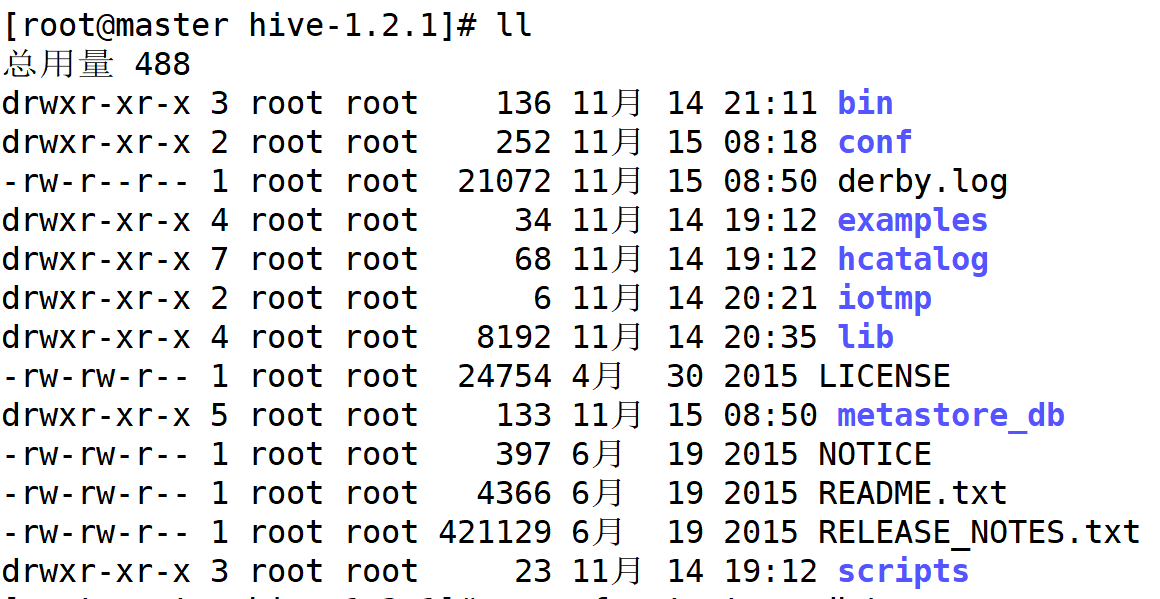 [root@master hive-1.2.1]# ll
总用量 488
drwxr-xr-x 3 root root    136 11月 14 21:11 bin
drwxr-xr-x 2 root root    252 11月 15 08:18 conf
-rw-r--r-- 1 root root  21072 11月 15 08:50 derby.log
drwxr-xr-x 4 root root     34 11月 14 19:12 examples
drwxr-xr-x 7 root root     68 11月 14 19:12 hcatalog
drwxr-xr-x 2 root root      6 11月 14 20:21 iotmp
drwxr-xr-x 4 root root   8192 11月 14 20:35 lib
-rw-rw-r-- 1 root root  24754 4月  30 2015 LICENSE
drwxr-xr-x 5 root root    133 11月 15 08:50 metastore_db
-rw-rw-r-- 1 root root    397 6月  19 2015 NOTICE
-rw-rw-r-- 1 root root   4366 6月  19 2015 README.txt
-rw-rw-r-- 1 root root 421129 6月  19 2015 RELEASE_NOTES.txt
drwxr-xr-x 3 root root     23 11月 14 19:12 scripts